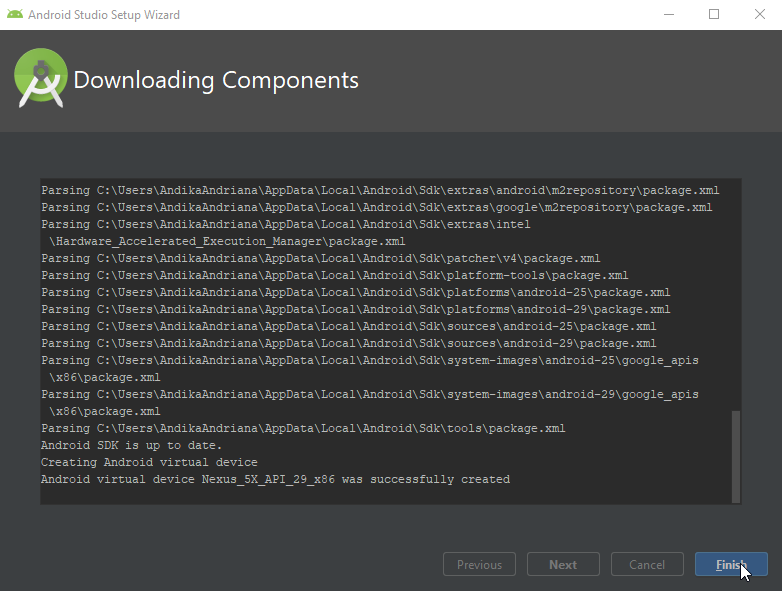 Android Studio Setup Wizard
Downloading Components
Parsing C:\Users\AndikaAndriana\AppData\Local\Android\Sdk\extras\android\m2repository\package.xml
Parsing C:\Users\AndikaAndriana\AppData\Local\Android\Sdk\extras\google\m2repository\package.xml
Parsing C:\Users\AndikaAndriana\AppData\Local\Android\Sdk\extras\intel
\Hardware_Accelerated_Execution_Manager\package.xml
Parsing C:\Users\AndikaAndriana\AppData\Local\Android\Sdk\patcher\v4\package.xml
Parsing C:\Users\AndikaAndriana\AppData\Local\Android\Sdk\platform-tools\package.xml
Parsing C:\Users\AndikaAndriana\AppData\Local\Android\Sdk\platforms\android-25\package.xml
Parsing C:\Users\AndikaAndriana\AppData\Local\Android\Sdk\platforms\android-29\package.xml
Parsing C:\Users\AndikaAndriana\AppData\Local\Android\Sdk\sources\android-25\package.xml
Parsing C:\Users\AndikaAndriana\AppData\Local\Android\Sdk\sources\android-29\package.xml
Parsing C:\Users\AndikaAndriana\AppData\Local\Android\Sdk\system-images\android-25\google_apis
\x86\package.xml
Parsing C:\Users\AndikaAndriana\AppData\Local\Android\Sdk\system-images\android-29\google_apis
\x86\package.xml
Parsing C:\Users\AndikaAndriana\AppData\Local\Android\Sdk\tools\package.xml
Android SDK is up to date.
Creating Android virtual device
Android virtual device Nexus_5X_API_29_x86 was successfully created
Previous
Next
Cancel
Finish